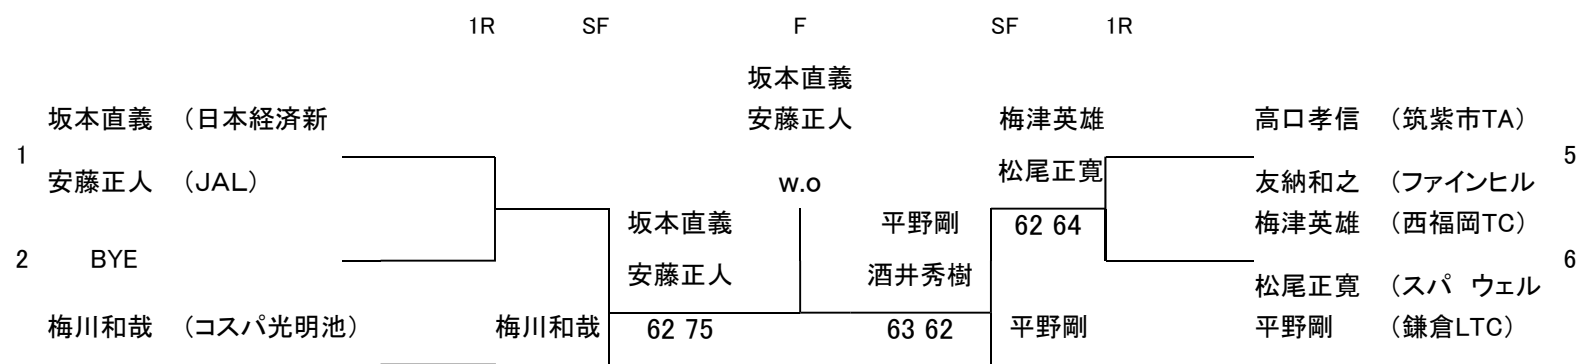 1R SF F SF 1R
坂本直義
坂本直義 （日本経済新 安藤正人 梅津英雄 高口孝信 （筑紫市TA）
1 5
安藤正人 （JAL） w.o 松尾正寛 友納和之 （ファインヒル
坂本直義 平野剛 62 64 梅津英雄 （西福岡TC）
2 BYE 6
安藤正人 酒井秀樹 松尾正寛 （スパ ウェル
梅川和哉 （コスパ光明池） 梅川和哉 62 75 63 62 平野剛 平野剛 （鎌倉LTC）